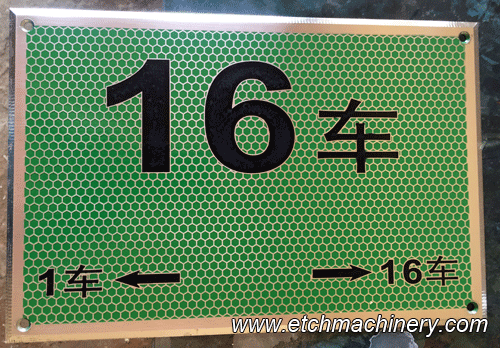 16车
1车 ← → 16车
www.etchmachinery.com